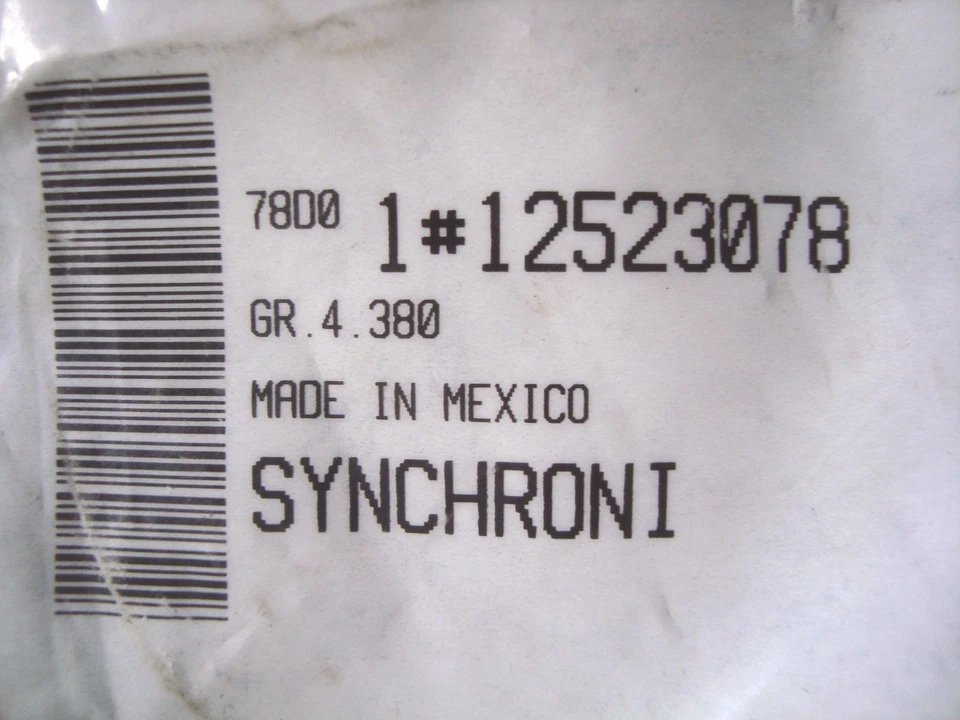 78D0 1#12523078
GR.4.380
MADE IN MEXICO
SYNCHRONI